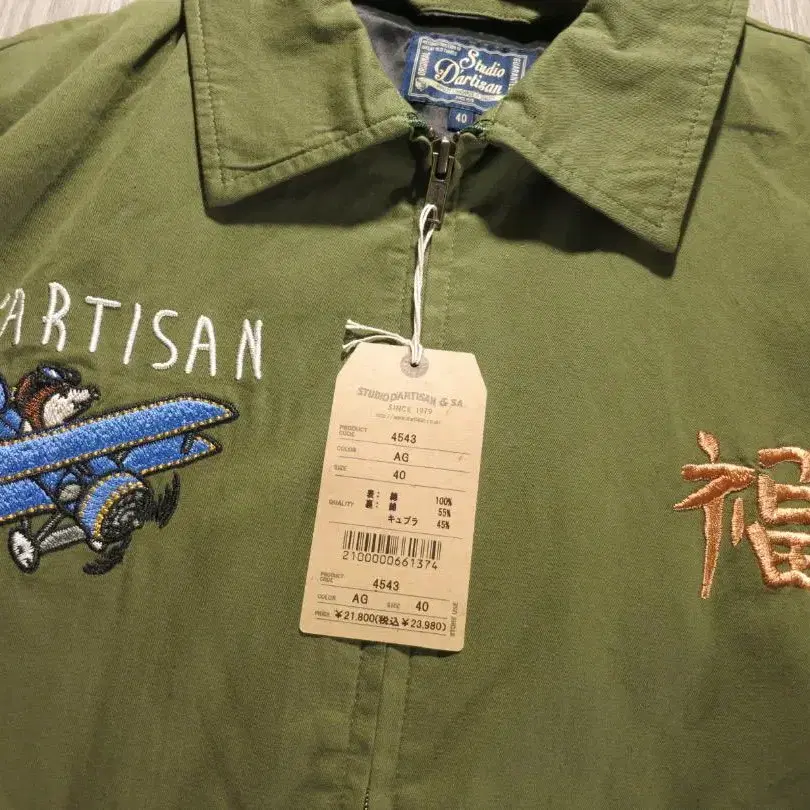 Studio
D'artisan
40
'ARTISAN
STUDIO D'ARTISAN & SA
SINCE 1979
PRODUCT CODE 4543
COLOR AG
SIZE 40
QUALITY 表: 綿 100%
裏: 綿 55%
キュプラ 45%
2100000661374
PRODUCT CODE 4543
COLOR AG SIZE 40
PRICE ¥21,800(税込¥23,980)
福